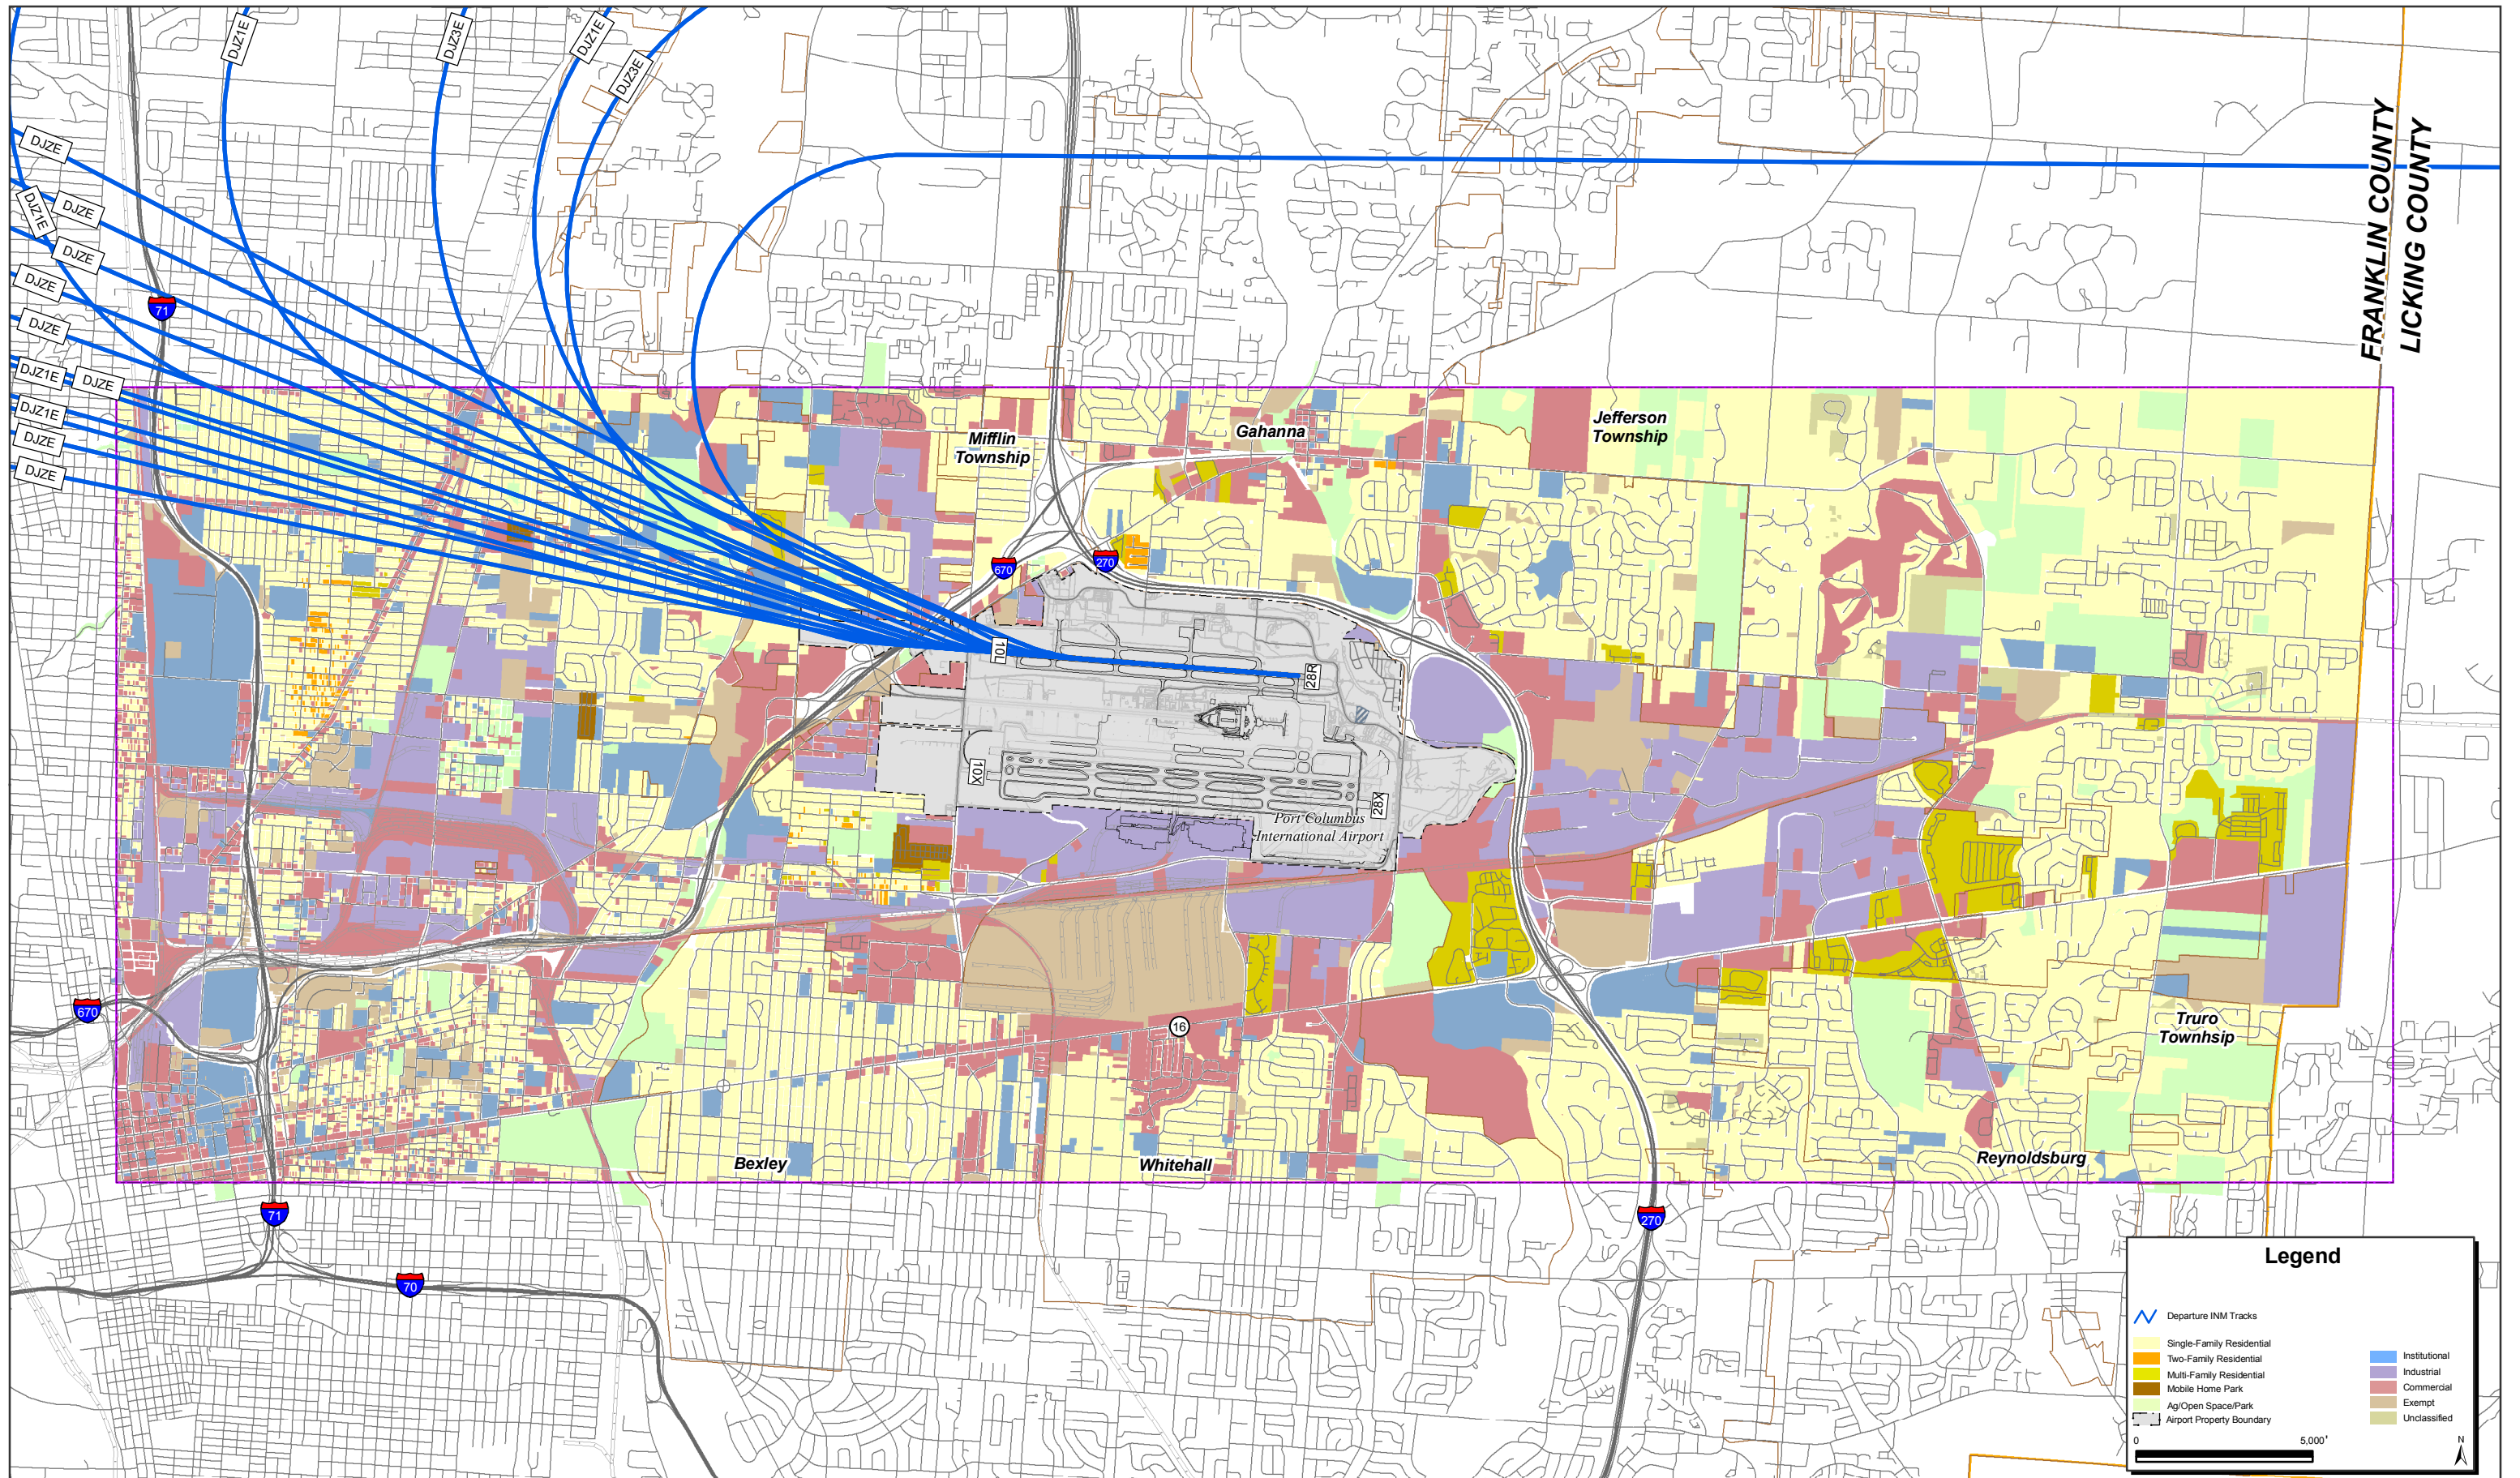 DJZ1E
DJZ3E
DJZ1E
DJZ3E
DJZE
DJZ1E
DJZE
DJZE
DJZE
DJZE
DJZ1E
DJZE
DJZ1E
DJZE
DJZE
FRANKLIN COUNTY
LICKING COUNTY
71
Mifflin
Township
Gahanna
Jefferson
Township
670
270
10L
28R
10X
28X
Port Columbus
International Airport
670
16
Truro
Townhsip
Bexley
Whitehall
Reynoldsburg
71
270
70
Legend
Departure INM Tracks
Single-Family Residential
Two-Family Residential
Multi-Family Residential
Mobile Home Park
Ag/Open Space/Park
Airport Property Boundary
Institutional
Industrial
Commercial
Exempt
Unclassified
0
5,000'
N